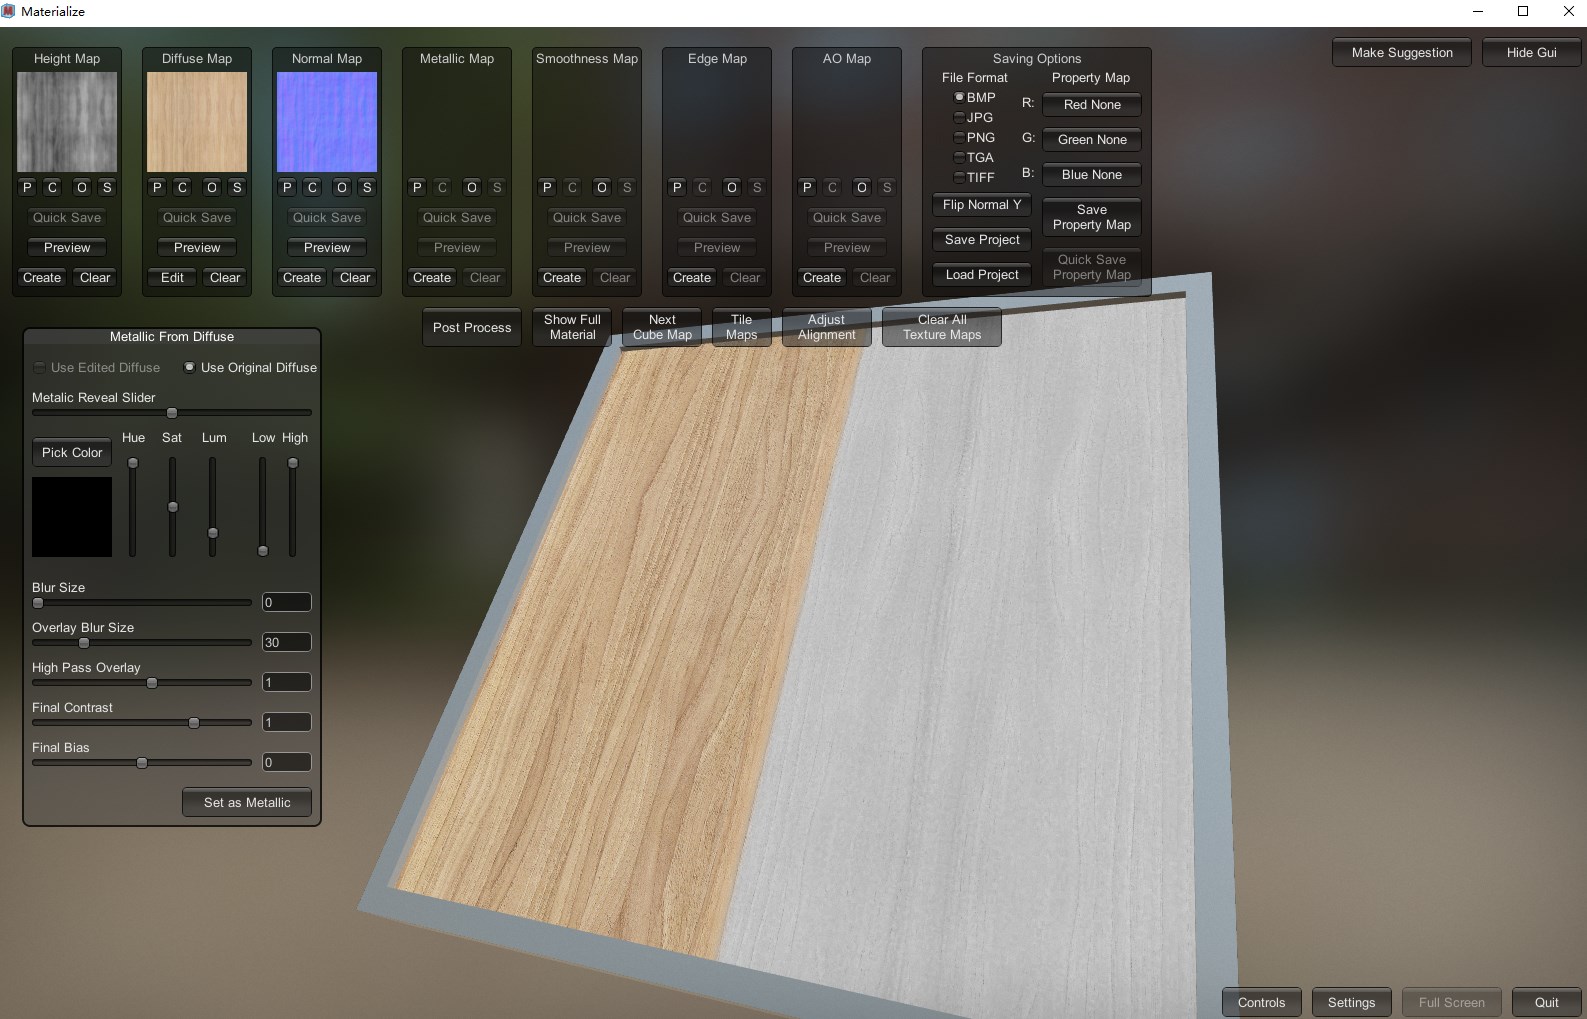 Materialize
Height Map
Diffuse Map
Normal Map
Metallic Map
Smoothness Map
Edge Map
AO Map
Saving Options
Make Suggestion
Hide Gui
File Format
Property Map
BMP
JPG
PNG
TGA
TIFF
R:
Red None
G:
Green None
B:
Blue None
P C O S
P C O S
P C O S
P C O S
P C O S
P C O S
P C O S
Quick Save
Quick Save
Quick Save
Quick Save
Quick Save
Quick Save
Quick Save
Preview
Preview
Preview
Preview
Preview
Preview
Preview
Create Clear
Edit Clear
Create Clear
Create Clear
Create Clear
Create Clear
Create Clear
Flip Normal Y
Save Project
Load Project
Save
Property Map
Quick Save
Property Map
Post Process
Show Full
Material
Next
Cube Map
Tile
Maps
Adjust
Alignment
Clear All
Texture Maps
Metallic From Diffuse
Use Edited Diffuse
Use Original Diffuse
Metalic Reveal Slider
Pick Color
Hue Sat Lum Low High
Blur Size
0
Overlay Blur Size
30
High Pass Overlay
1
Final Contrast
1
Final Bias
0
Set as Metallic
Controls
Settings
Full Screen
Quit